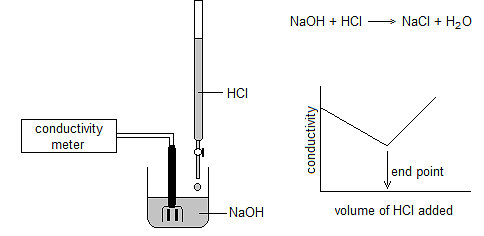 NaOH + HCl ⟶ NaCl + H₂O
HCl
conductivity
meter
NaOH
conductivity
end point
volume of HCl added